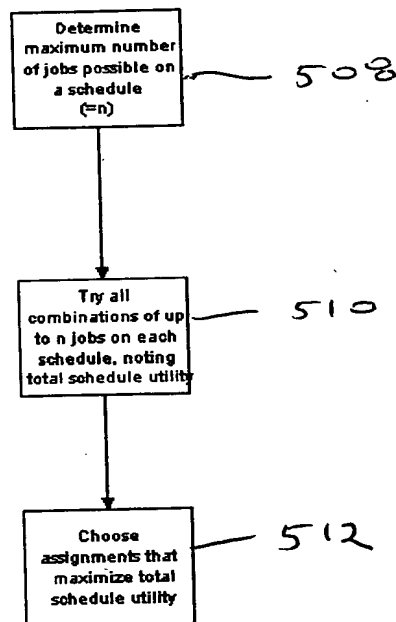 Determine
maximum number
of jobs possible on
a schedule
(=n)
508
Try all
combinations of up
to n jobs on each
schedule, noting
total schedule utility
510
Choose
assignments that
maximize total
schedule utility
512